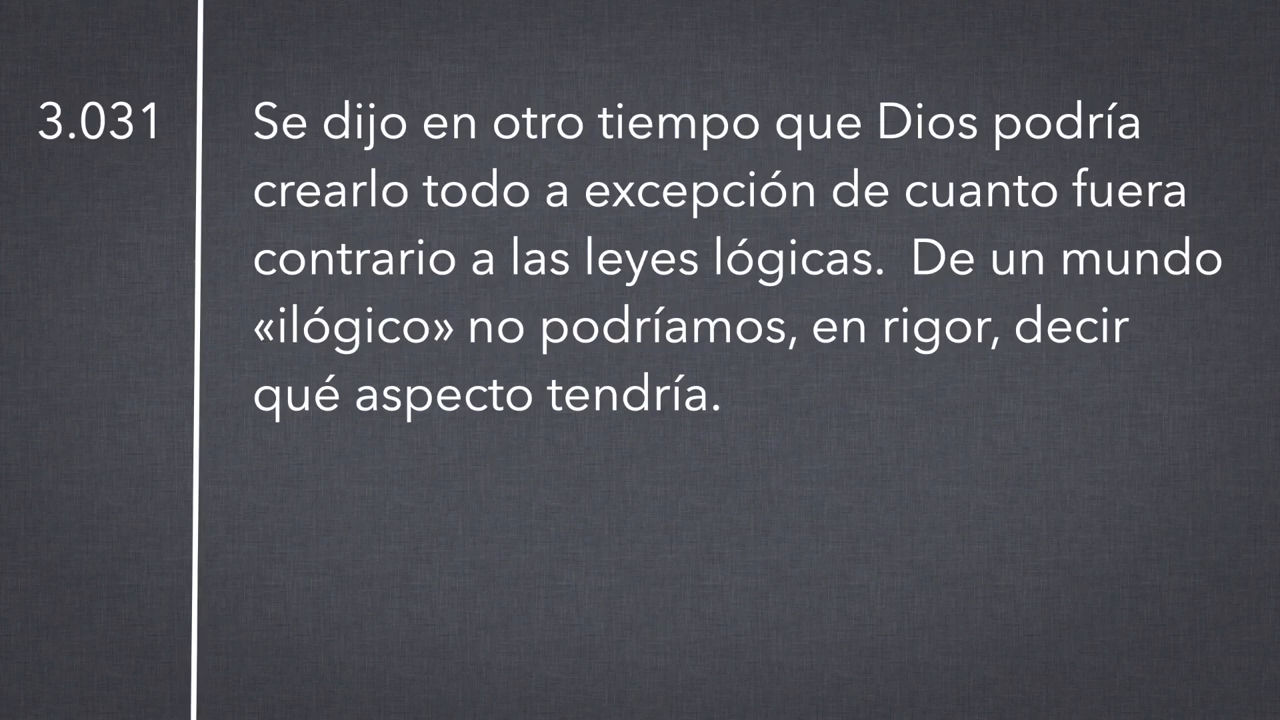 3.031
Se dijo en otro tiempo que Dios podría
crearlo todo a excepción de cuanto fuera
contrario a las leyes lógicas. De un mundo
«ilógico» no podríamos, en rigor, decir
qué aspecto tendría.